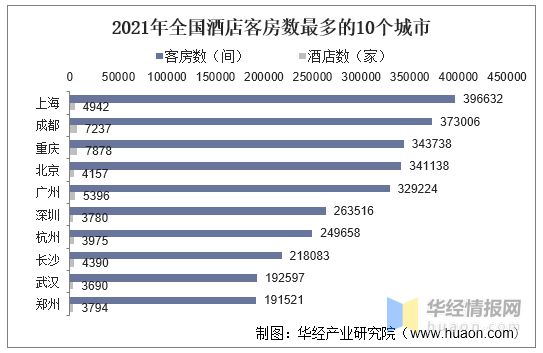 2021年全国酒店客房数最多的10个城市
客房数（间） 酒店数（家）
0 50000 100000 150000 200000 250000 300000 350000 400000 450000
上海 396632
4942
成都 373006
7237
重庆 343738
7878
北京 341138
4157
广州 329224
5396
深圳 263516
3780
杭州 249658
3975
长沙 218083
4390
武汉 192597
3690
郑州 191521
3794
华经情报网
huaon.com
制图：华经产业研究院（www.huaon.com）